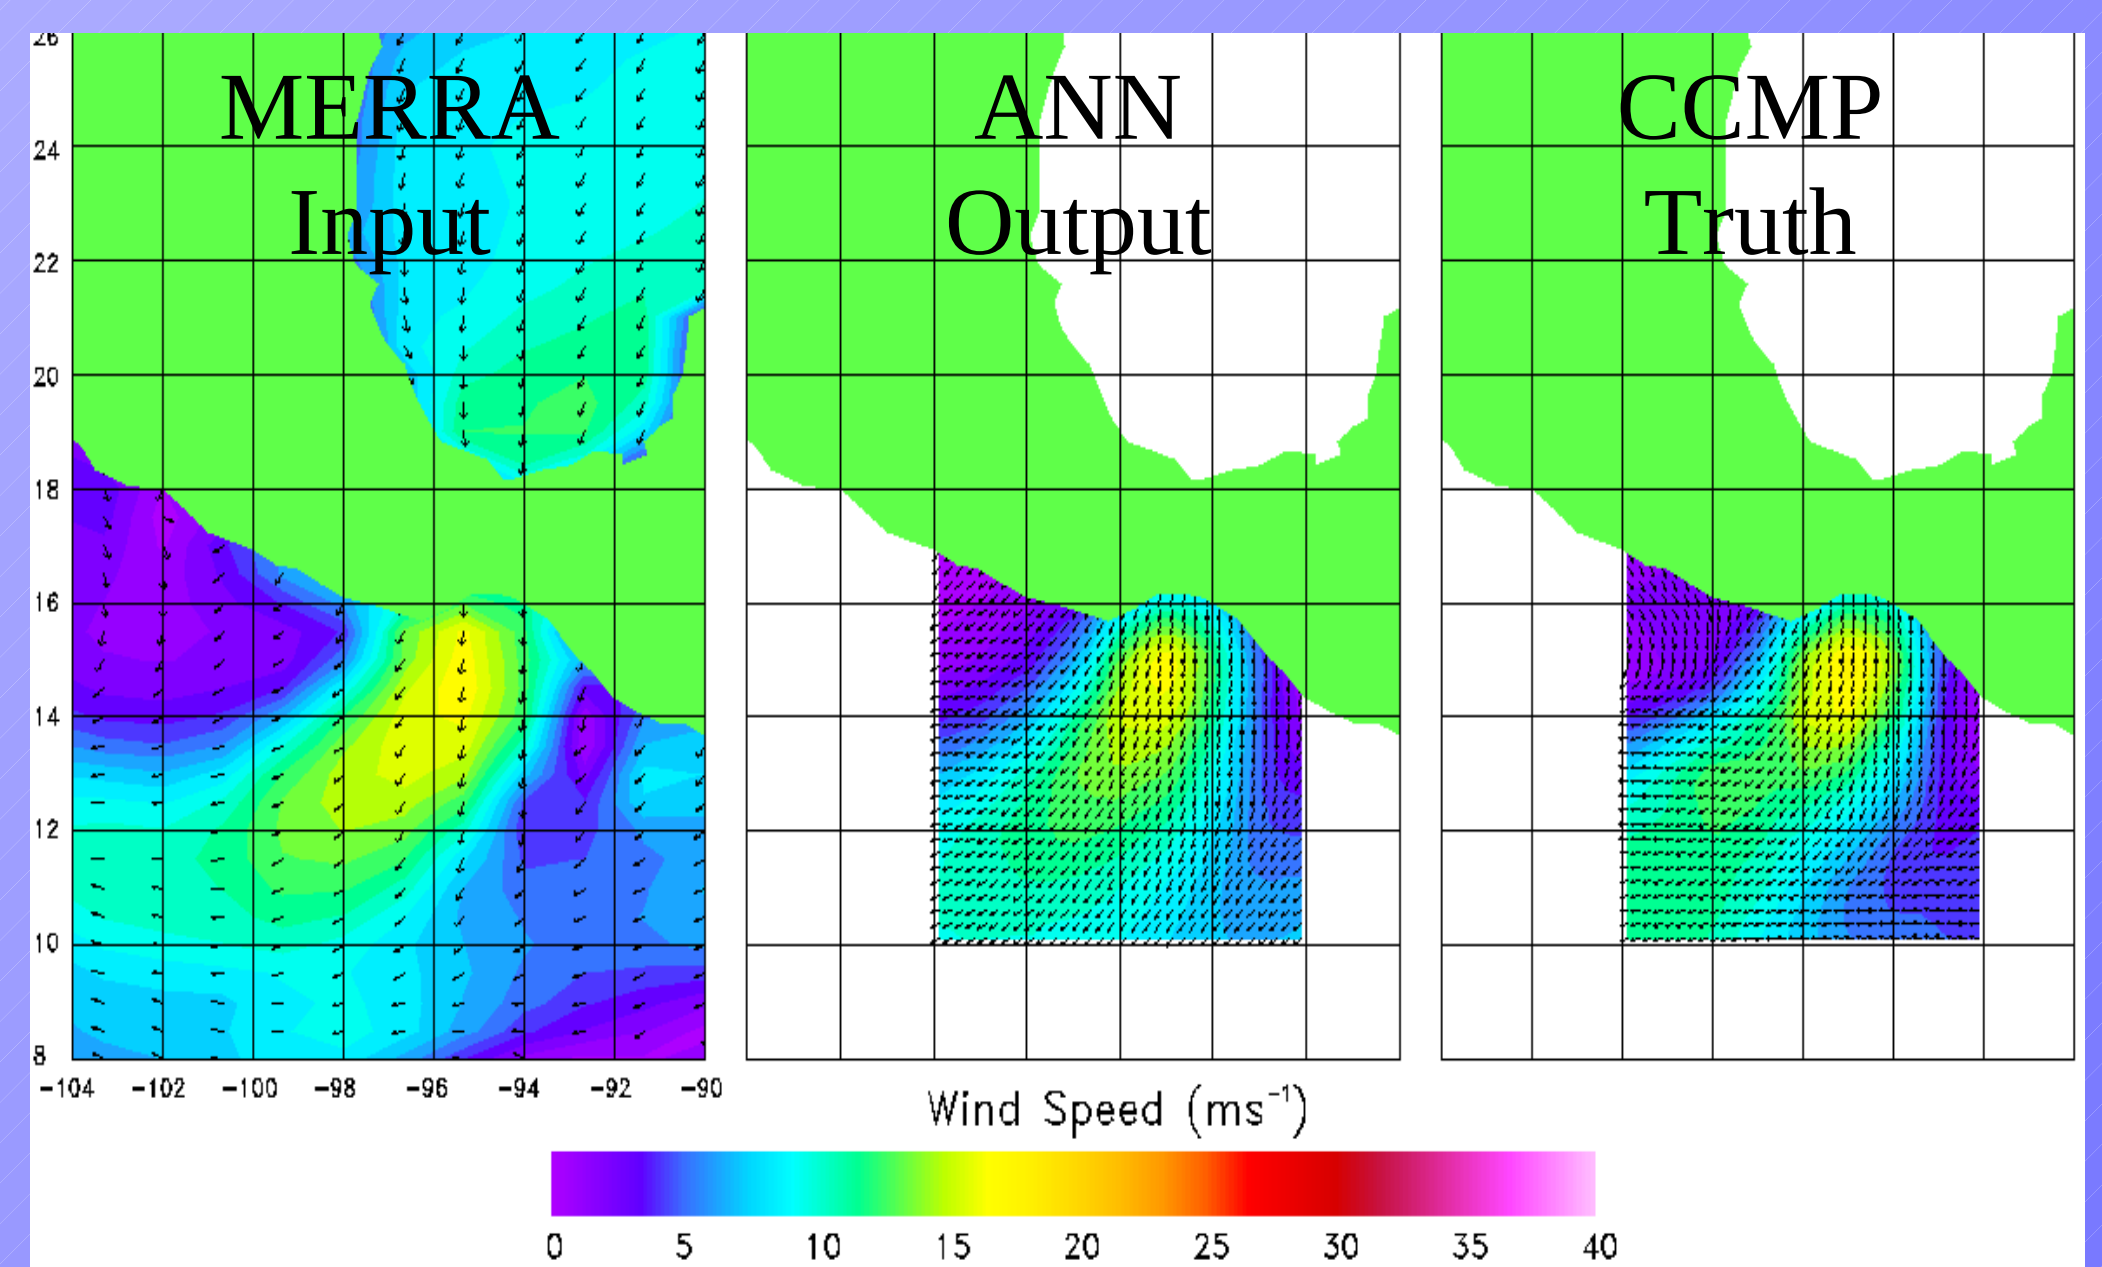 MERRA
Input
ANN
Output
CCMP
Truth
26
24
22
20
18
16
14
12
10
8
-104 -102 -100 -98 -96 -94 -92 -90
Wind Speed (ms⁻¹)
0 5 10 15 20 25 30 35 40